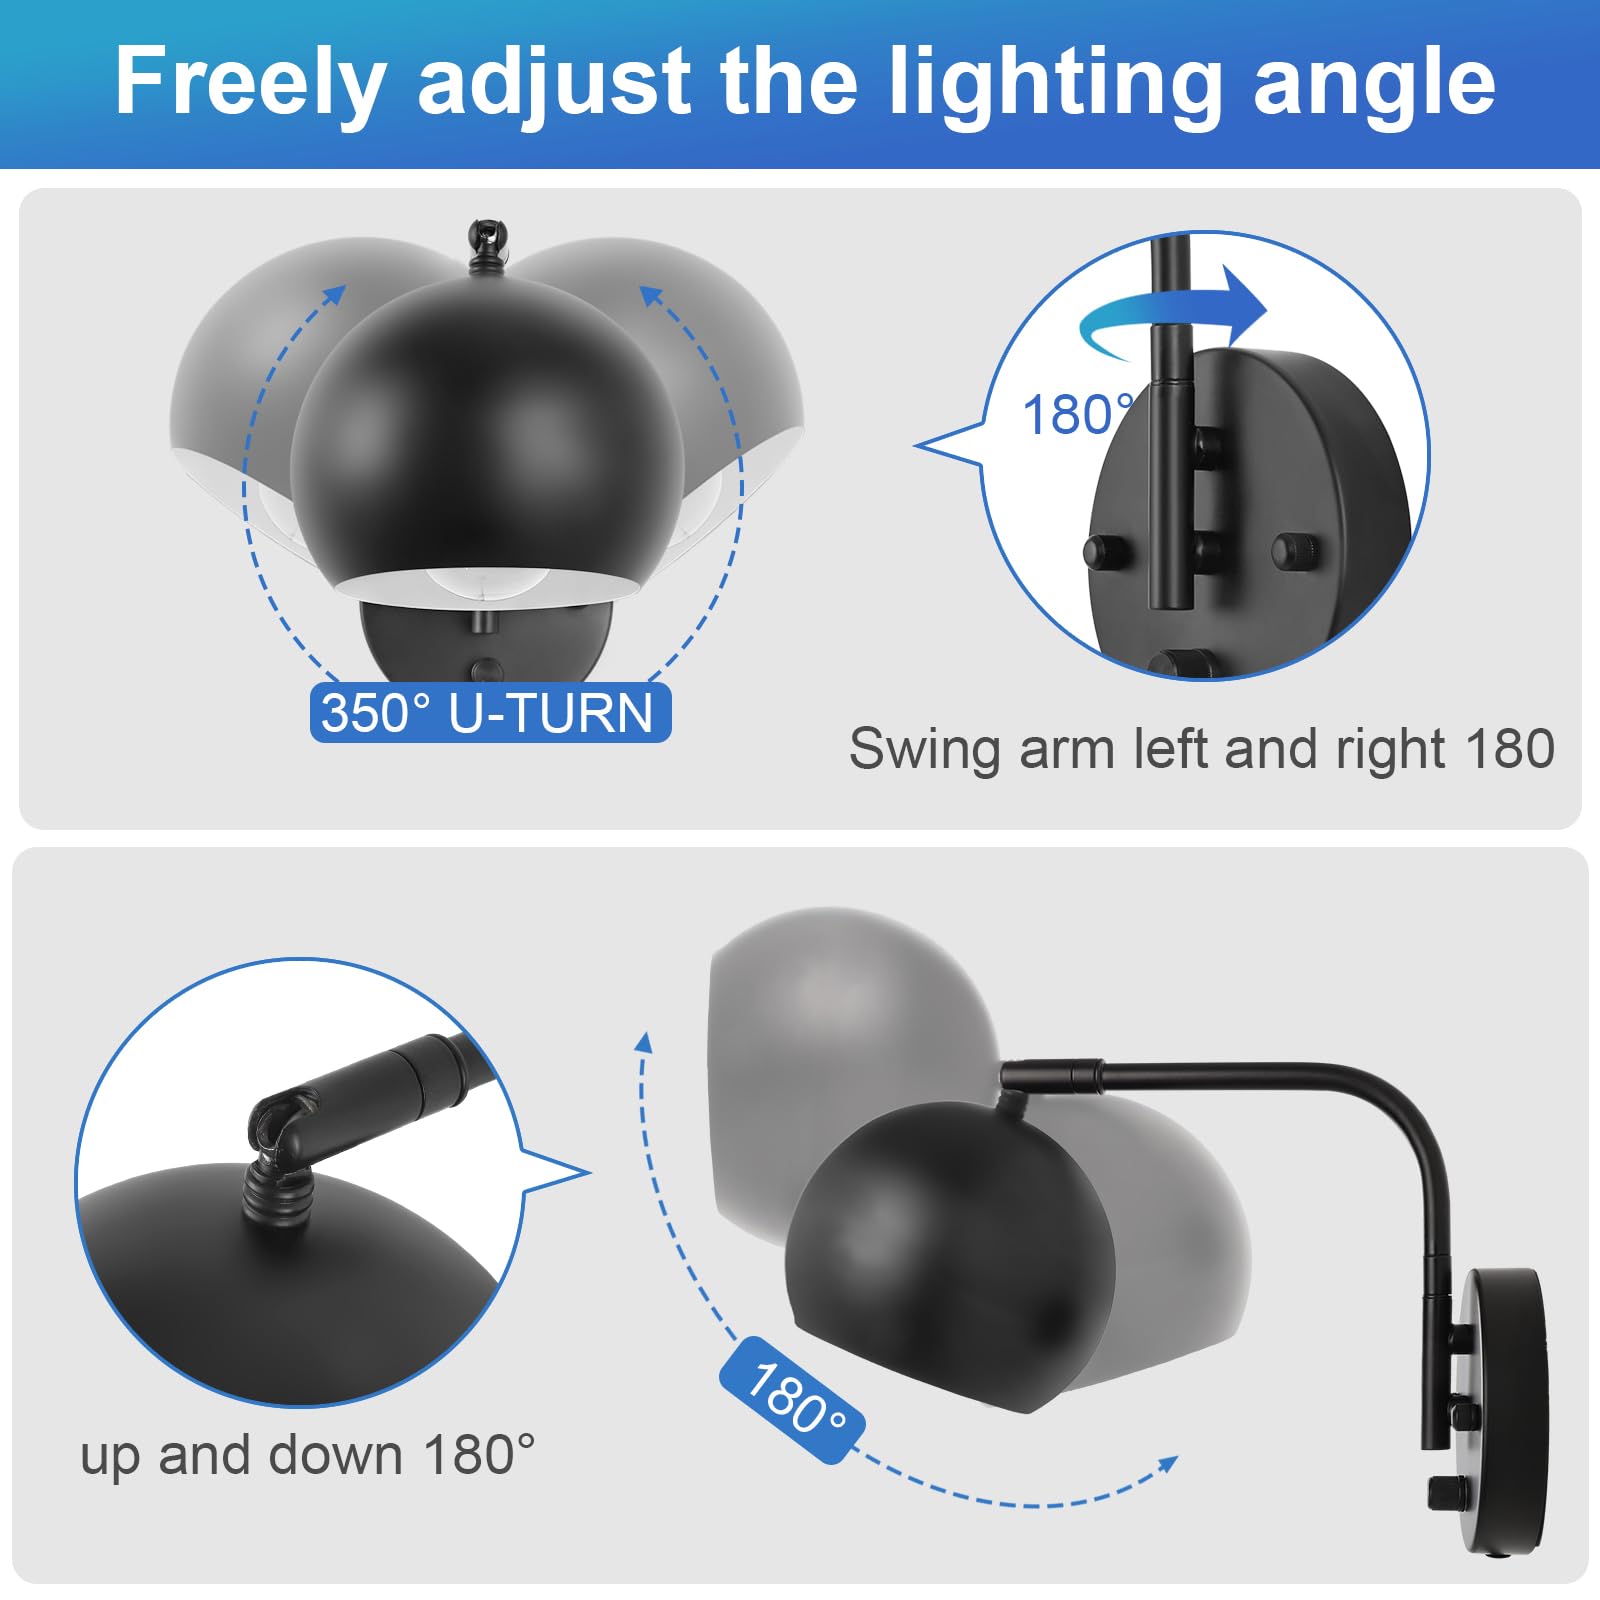 Freely adjust the lighting angle
180°
350° U-TURN
Swing arm left and right 180
180°
up and down 180°